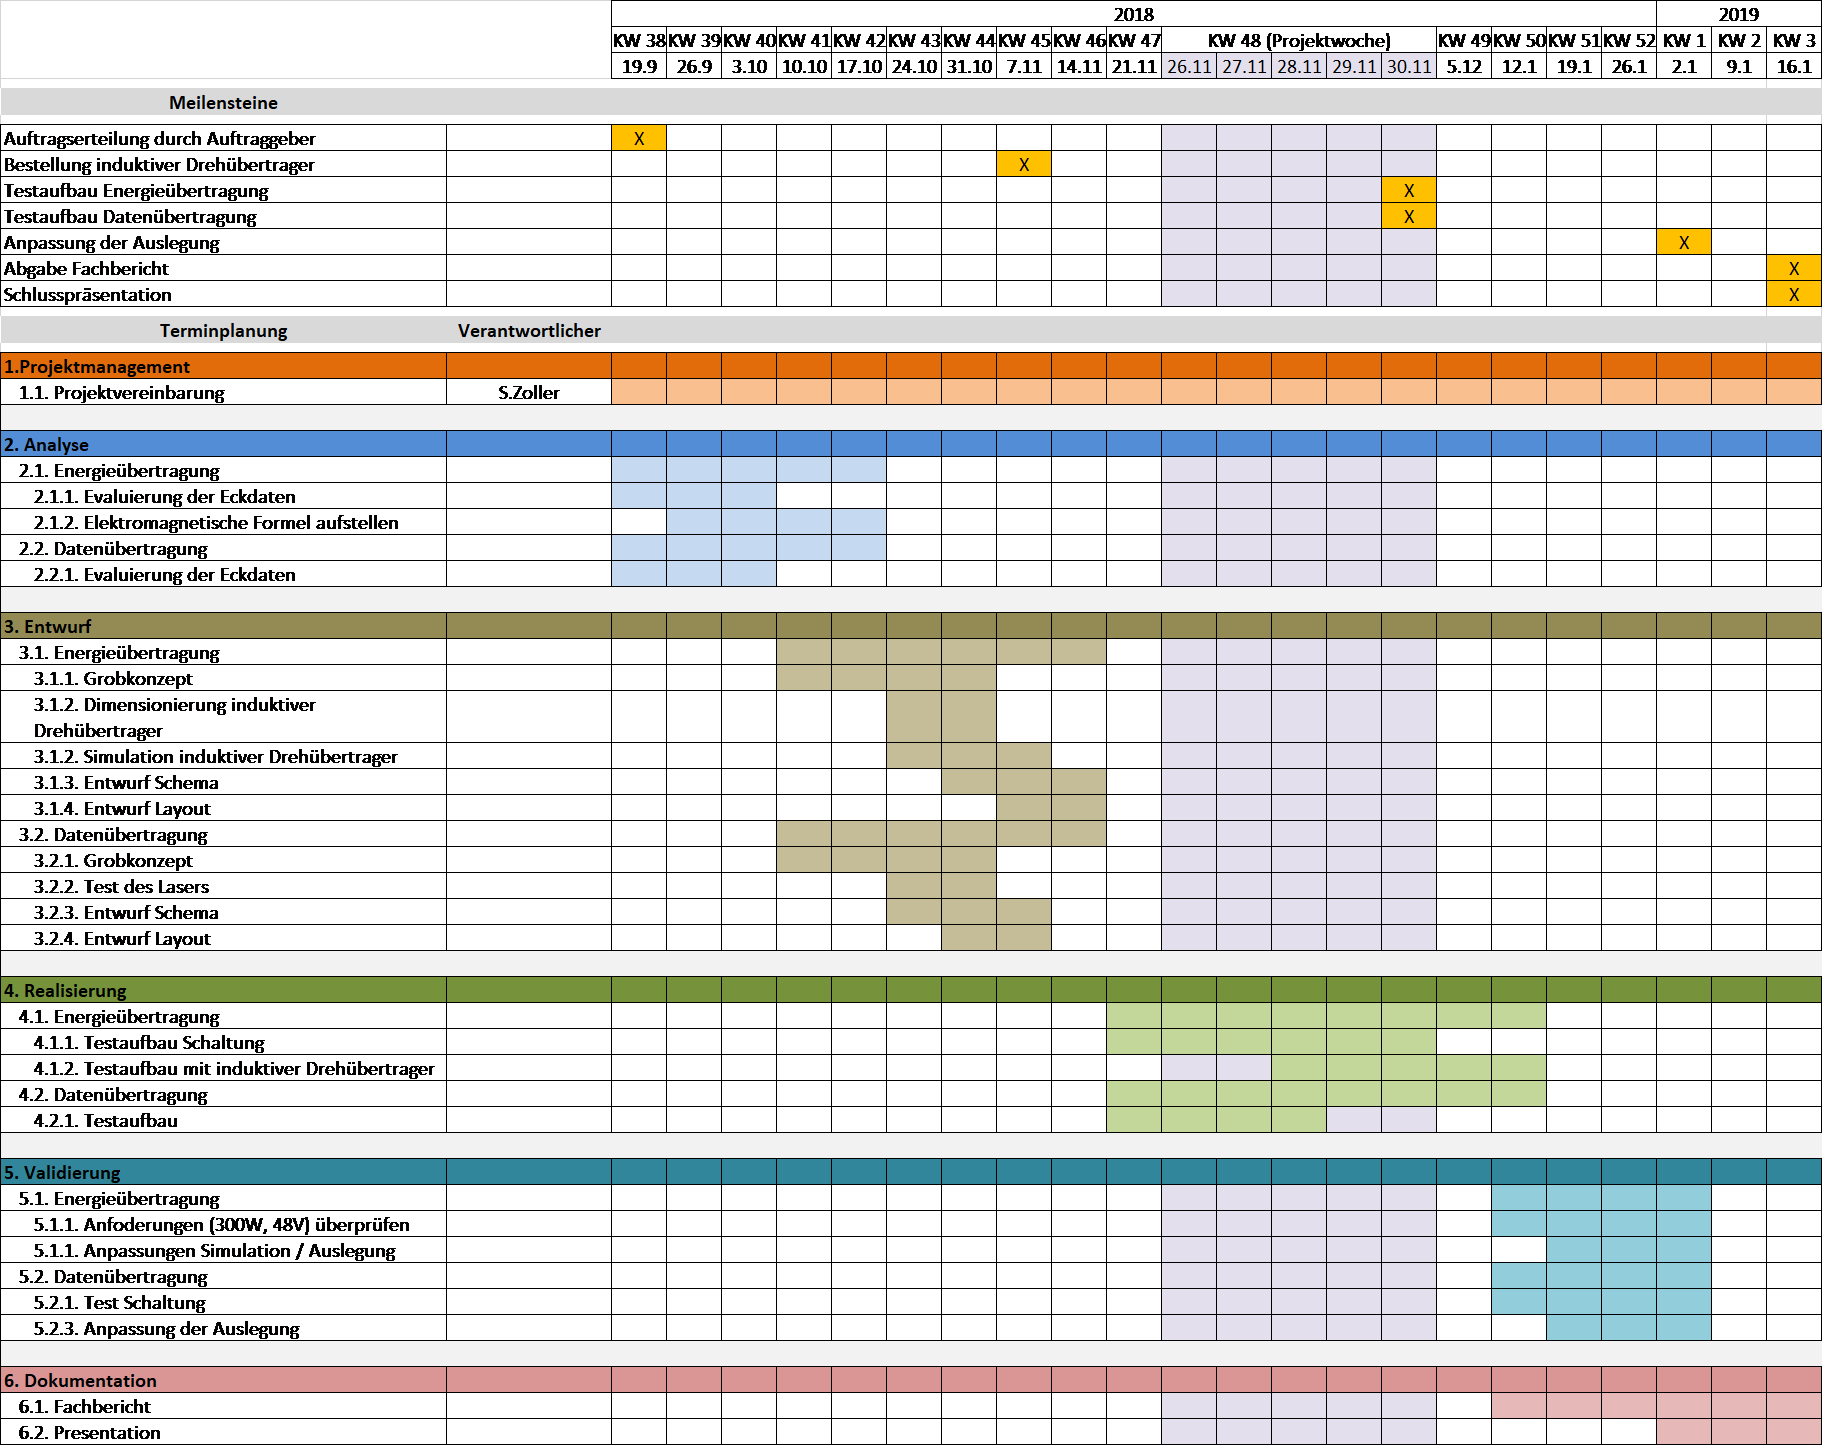 2018 2019
KW 38 KW 39 KW 40 KW 41 KW 42 KW 43 KW 44 KW 45 KW 46 KW 47 KW 48 (Projektwoche) KW 49 KW 50 KW 51 KW 52 KW 1 KW 2 KW 3
19.9 26.9 3.10 10.10 17.10 24.10 31.10 7.11 14.11 21.11 26.11 27.11 28.11 29.11 30.11 5.12 12.1 19.1 26.1 2.1 9.1 16.1
Meilensteine
Auftragserteilung durch Auftraggeber X
Bestellung induktiver Drehübertrager X
Testaufbau Energieübertragung X
Testaufbau Datenübertragung X
Anpassung der Auslegung X
Abgabe Fachbericht X
Schlusspräsentation X
Terminplanung Verantwortlicher
1.Projektmanagement
1.1. Projektvereinbarung S.Zoller
2. Analyse
2.1. Energieübertragung
2.1.1. Evaluierung der Eckdaten
2.1.2. Elektromagnetische Formel aufstellen
2.2. Datenübertragung
2.2.1. Evaluierung der Eckdaten
3. Entwurf
3.1. Energieübertragung
3.1.1. Grobkonzept
3.1.2. Dimensionierung induktiver
Drehübertrager
3.1.2. Simulation induktiver Drehübertrager
3.1.3. Entwurf Schema
3.1.4. Entwurf Layout
3.2. Datenübertragung
3.2.1. Grobkonzept
3.2.2. Test des Lasers
3.2.3. Entwurf Schema
3.2.4. Entwurf Layout
4. Realisierung
4.1. Energieübertragung
4.1.1. Testaufbau Schaltung
4.1.2. Testaufbau mit induktiver Drehübertrager
4.2. Datenübertragung
4.2.1. Testaufbau
5. Validierung
5.1. Energieübertragung
5.1.1. Anfoderungen (300W, 48V) überprüfen
5.1.1. Anpassungen Simulation / Auslegung
5.2. Datenübertragung
5.2.1. Test Schaltung
5.2.3. Anpassung der Auslegung
6. Dokumentation
6.1. Fachbericht
6.2. Presentation